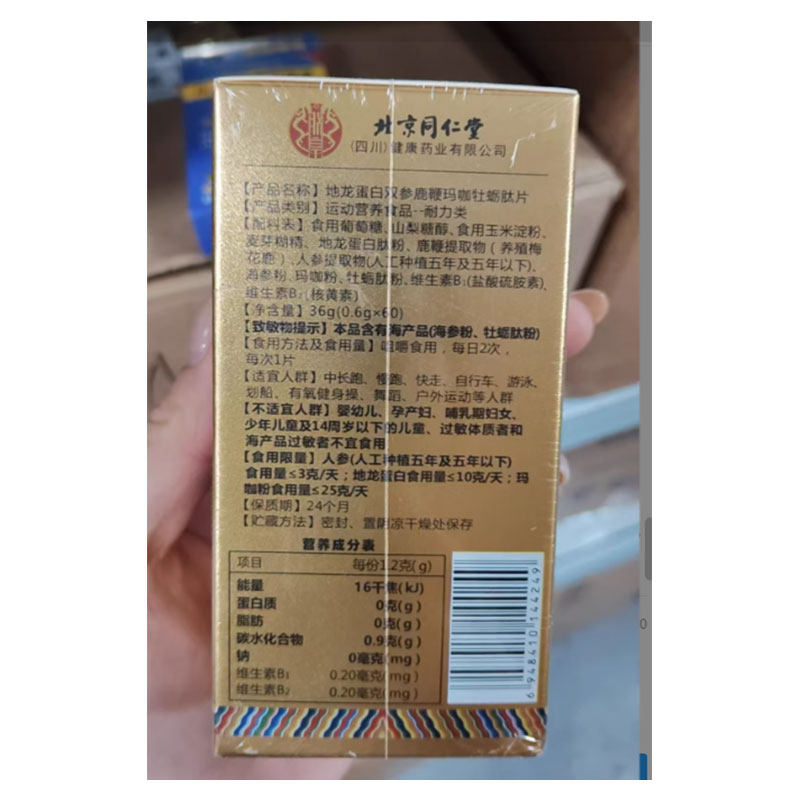 北京同仁堂
(四川)健康药业有限公司
【产品名称】地龙蛋白双参鹿鞭玛咖牡蛎肽片
【产品类别】运动营养食品--耐力类
【配料表】食用葡萄糖、山梨糖醇、食用玉米淀粉、
麦芽糊精、地龙蛋白肽粉、鹿鞭提取物(养殖梅
花鹿)、人参提取物(人工种植五年及五年以下)、
海参粉、玛咖粉、牡蛎肽粉、维生素B₁(盐酸硫胺素)、
维生素B₂(核黄素)
【净含量】36g(0.6g×60)
【致敏物提示】本品含有海产品(海参粉、牡蛎肽粉)
【食用方法及食用量】咀嚼食用，每日2次，
每次1片
【适宜人群】中长跑、慢跑、快走、自行车、游泳、
划船、有氧健身操、舞蹈、户外运动等人群
【不适宜人群】婴幼儿、孕产妇、哺乳期妇女、
少年儿童及14周岁以下的儿童、过敏体质者和
海产品过敏者不宜食用
【食用限量】人参(人工种植五年及五年以下)
食用量≤3克/天；地龙蛋白食用量≤10克/天；玛
咖粉食用量≤25克/天
【保质期】24个月
【贮藏方法】密封、置阴凉干燥处保存
营养成分表
项目 每份1.2克(g)
能量 16千焦(kJ)
蛋白质 0克(g)
脂肪 0克(g)
碳水化合物 0.9克(g)
钠 0毫克(mg)
维生素B₁ 0.20毫克(mg)
维生素B₂ 0.20毫克(mg)
6948410144249